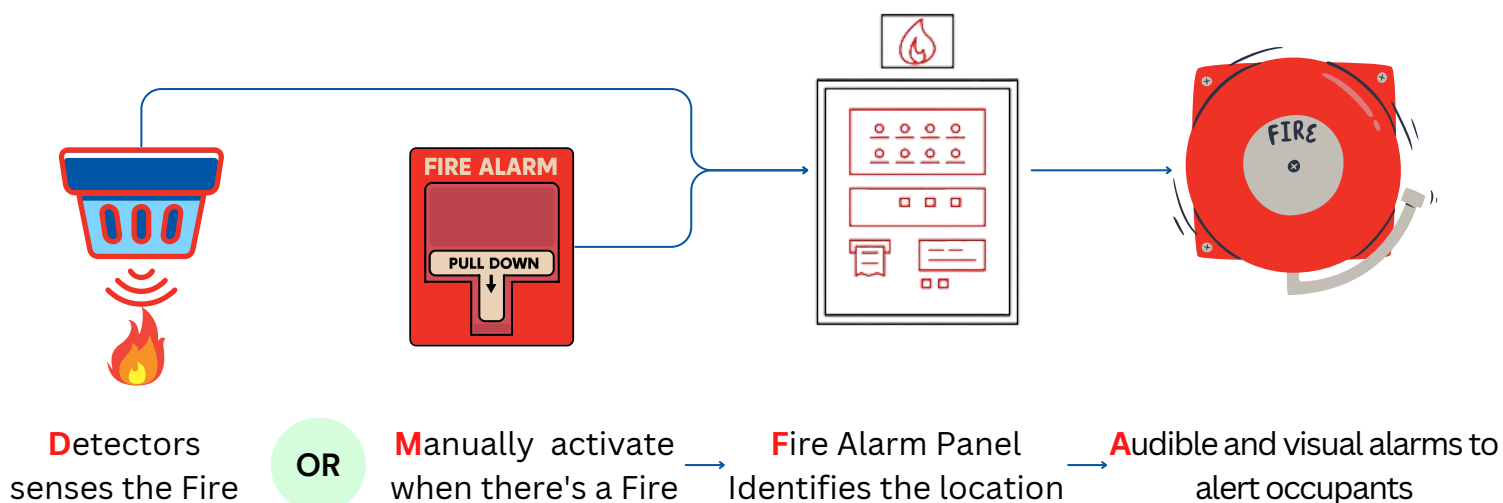 FIRE ALARM
PULL DOWN
FIRE
Detectors
senses the Fire
OR
Manually activate
when there's a Fire
Fire Alarm Panel
Identifies the location
Audible and visual alarms to
alert occupants